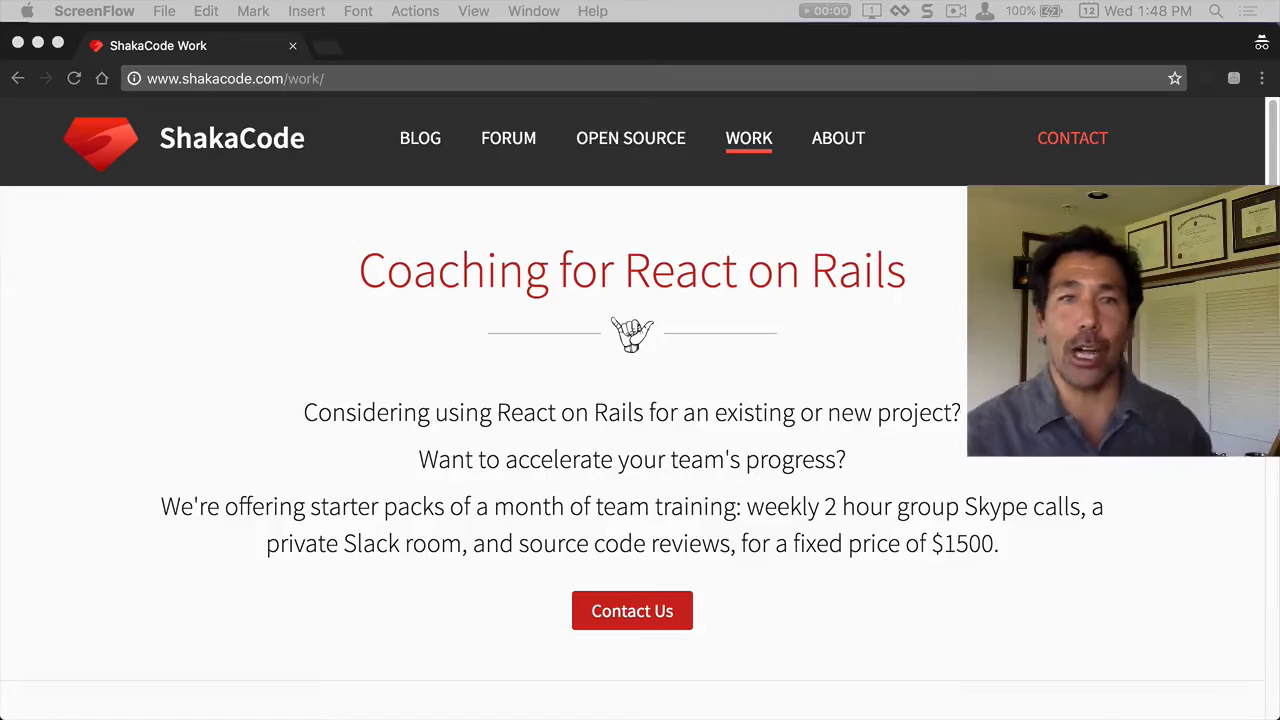 ScreenFlow File Edit Mark Insert Font Actions View Window Help 00:00 1 S 100% 12 Wed 1:48 PM
ShakaCode Work
www.shakacode.com/work/
ShakaCode BLOG FORUM OPEN SOURCE WORK ABOUT CONTACT
Coaching for React on Rails
Considering using React on Rails for an existing or new project?
Want to accelerate your team's progress?
We're offering starter packs of a month of team training: weekly 2 hour group Skype calls, a
private Slack room, and source code reviews, for a fixed price of $1500.
Contact Us